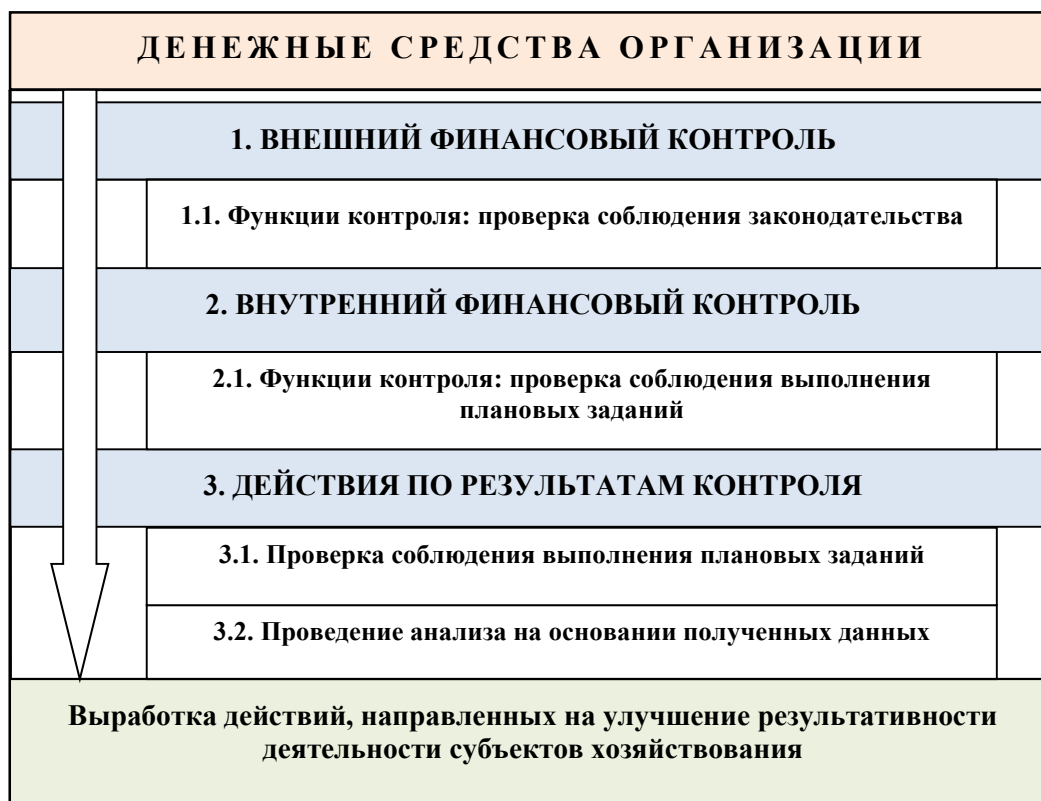 ДЕНЕЖНЫЕ СРЕДСТВА ОРГАНИЗАЦИИ
1. ВНЕШНИЙ ФИНАНСОВЫЙ КОНТРОЛЬ
1.1. Функции контроля: проверка соблюдения законодательства
2. ВНУТРЕННИЙ ФИНАНСОВЫЙ КОНТРОЛЬ
2.1. Функции контроля: проверка соблюдения выполнения
плановых заданий
3. ДЕЙСТВИЯ ПО РЕЗУЛЬТАТАМ КОНТРОЛЯ
3.1. Проверка соблюдения выполнения плановых заданий
3.2. Проведение анализа на основании полученных данных
Выработка действий, направленных на улучшение результативности
деятельности субъектов хозяйствования